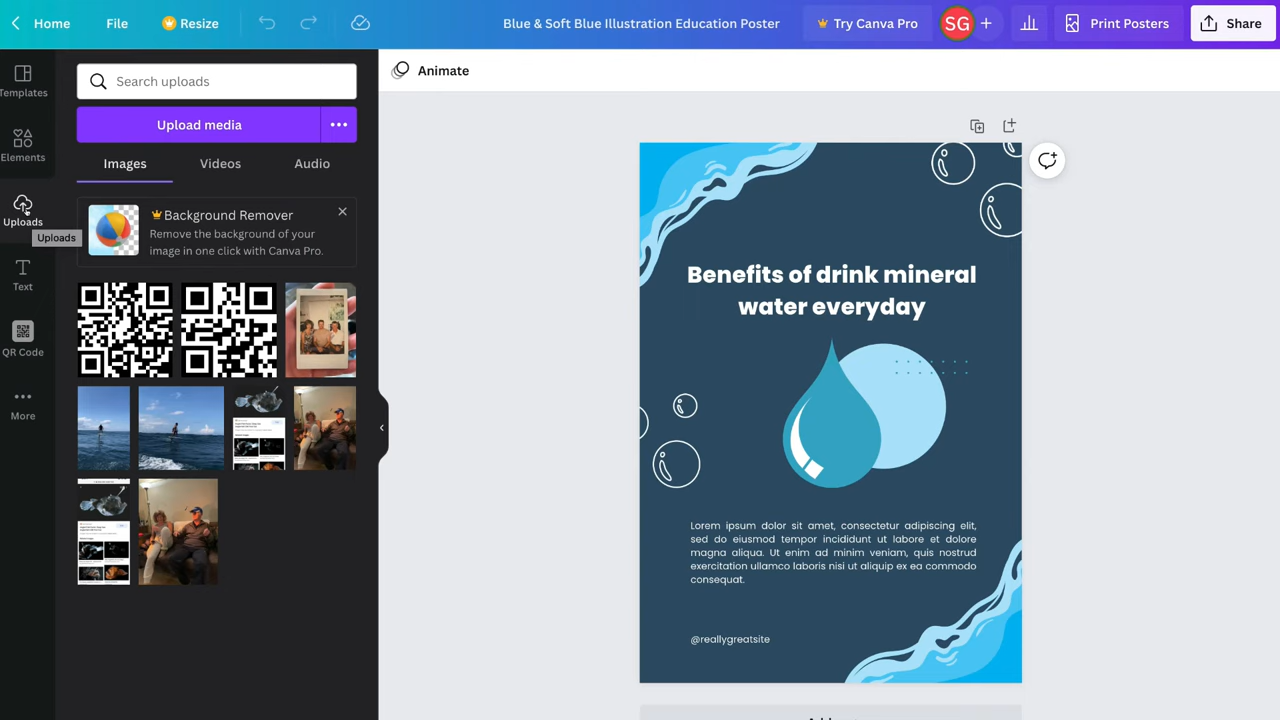 Home
File
Resize
Blue & Soft Blue Illustration Education Poster
Try Canva Pro
SG
Print Posters
Share
Templates
Elements
Uploads
Uploads
Text
QR Code
More
Search uploads
Upload media
Images
Videos
Audio
Background Remover
Remove the background of your
image in one click with Canva Pro.
Animate
Benefits of drink mineral
water everyday
Lorem ipsum dolor sit amet, consectetur adipiscing elit,
sed do eiusmod tempor incididunt ut labore et dolore
magna aliqua. Ut enim ad minim veniam, quis nostrud
exercitation ullamco laboris nisi ut aliquip ex ea commodo
consequat.
@reallygreatsite